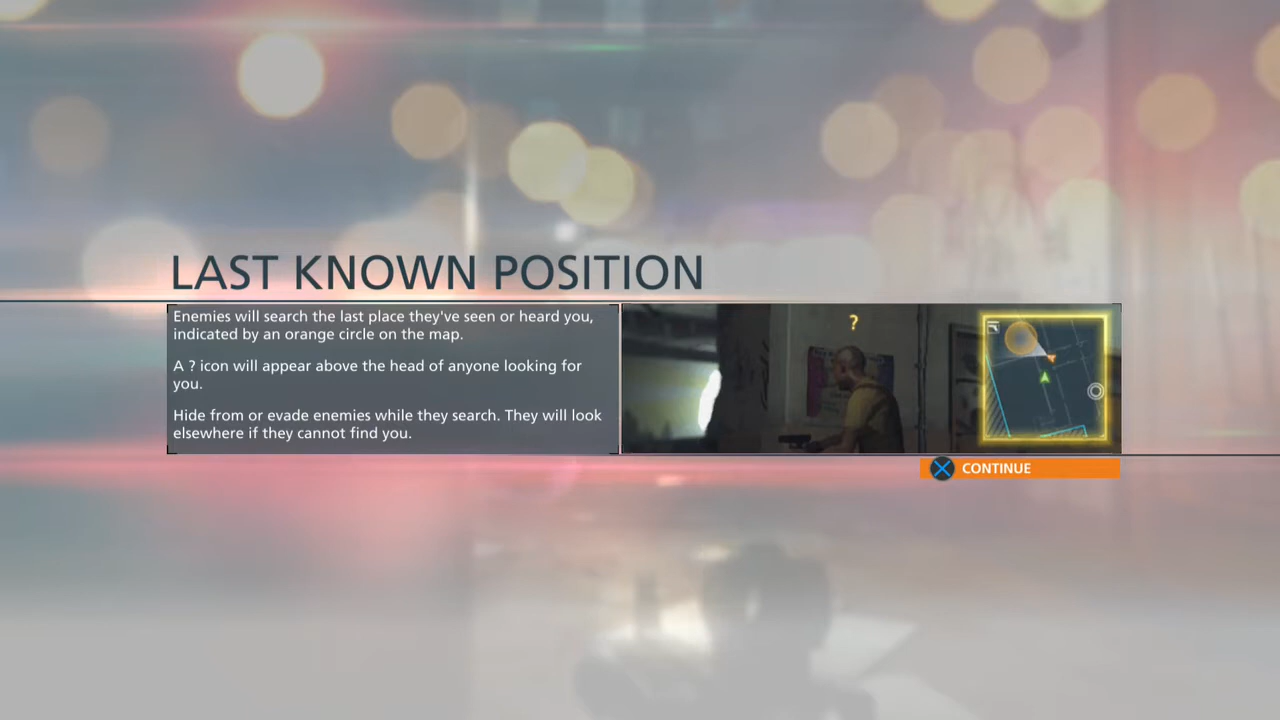 LAST KNOWN POSITION
Enemies will search the last place they've seen or heard you,
indicated by an orange circle on the map.
A ? icon will appear above the head of anyone looking for
you.
Hide from or evade enemies while they search. They will look
elsewhere if they cannot find you.
?
CONTINUE